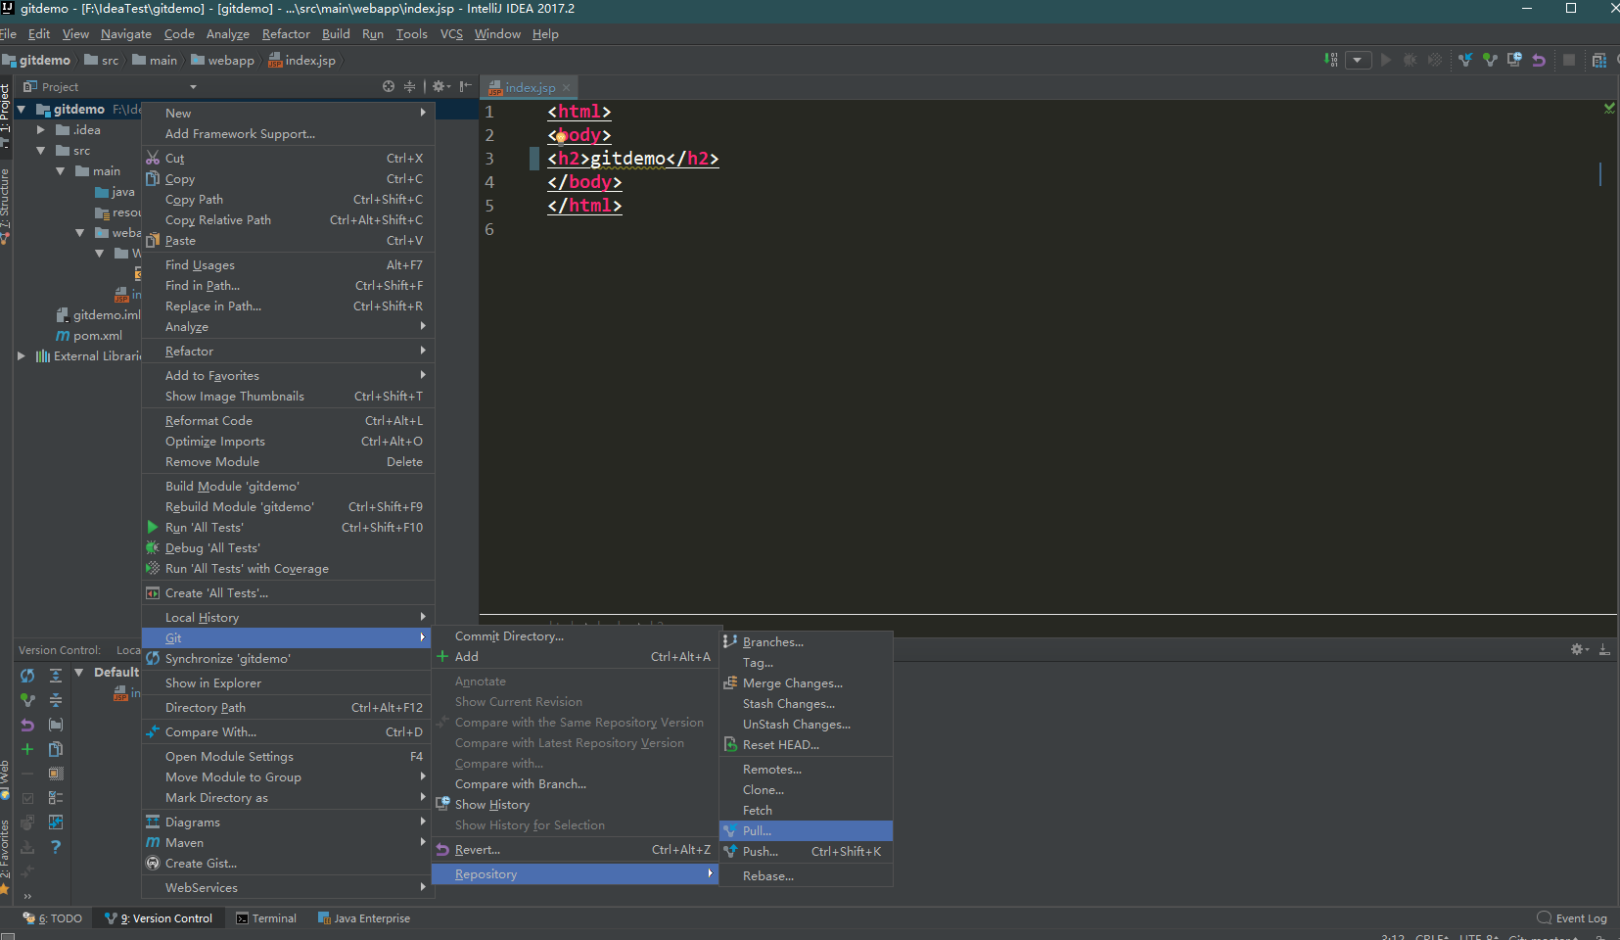 gitdemo - [F:\IdeaTest\gitdemo] - [gitdemo] - ...\src\main\webapp\index.jsp - IntelliJ IDEA 2017.2
File Edit View Navigate Code Analyze Refactor Build Run Tools VCS Window Help
gitdemo src main webapp index.jsp
Project
index.jsp
1: Project
Z: Structure
Web
2: Favorites
gitdemo F:\Ide
.idea
src
main
java
resou
weba
W
in
gitdemo.iml
pom.xml
External Librarie
1 <html>
2 <body>
3 <h2>gitdemo</h2>
4 </body>
5 </html>
6
New
Add Framework Support...
Cut Ctrl+X
Copy Ctrl+C
Copy Path Ctrl+Shift+C
Copy Relative Path Ctrl+Alt+Shift+C
Paste Ctrl+V
Find Usages Alt+F7
Find in Path... Ctrl+Shift+F
Replace in Path... Ctrl+Shift+R
Analyze
Refactor
Add to Favorites
Show Image Thumbnails Ctrl+Shift+T
Reformat Code Ctrl+Alt+L
Optimize Imports Ctrl+Alt+O
Remove Module Delete
Build Module 'gitdemo'
Rebuild Module 'gitdemo' Ctrl+Shift+F9
Run 'All Tests' Ctrl+Shift+F10
Debug 'All Tests'
Run 'All Tests' with Coverage
Create 'All Tests'...
Local History
Git
Synchronize 'gitdemo'
Show in Explorer
Directory Path Ctrl+Alt+F12
Compare With... Ctrl+D
Open Module Settings F4
Move Module to Group
Mark Directory as
Diagrams
Maven
Create Gist...
WebServices
Commit Directory...
Add Ctrl+Alt+A
Annotate
Show Current Revision
Compare with the Same Repository Version
Compare with Latest Repository Version
Compare with...
Compare with Branch...
Show History
Show History for Selection
Revert... Ctrl+Alt+Z
Repository
Branches...
Tag...
Merge Changes...
Stash Changes...
UnStash Changes...
Reset HEAD...
Remotes...
Clone...
Fetch
Pull...
Push... Ctrl+Shift+K
Rebase...
Version Control: Loca
Default
in
6: TODO 9: Version Control Terminal Java Enterprise Event Log
3:12 CRLF UTF-8 Git: master